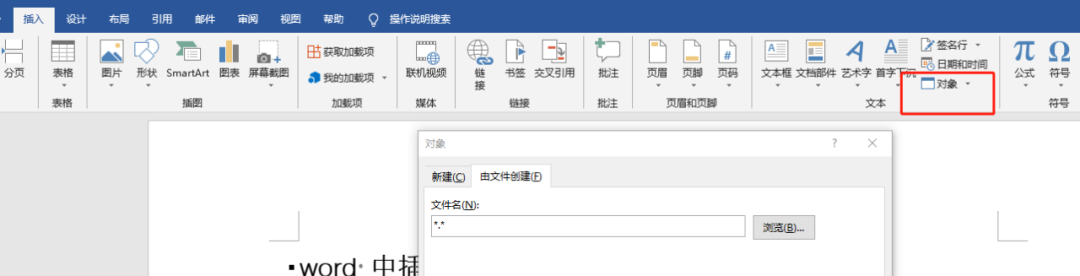 插入 设计 布局 引用 邮件 审阅 视图 帮助 操作说明搜索
分页 表格 图片 形状 SmartArt 图表 屏幕截图
获取加载项
我的加载项
联机视频 链接 书签 交叉引用 批注 页眉 页脚 页码 文本框 文档部件 艺术字 首字下沉
签名行
日期和时间
对象
公式 符号
表格 插图 加载项 媒体 链接 批注 页眉和页脚 文本 符号
对象 ? ×
新建(C) 由文件创建(F)
文件名(N):
*.* 浏览(B)...
word 中插